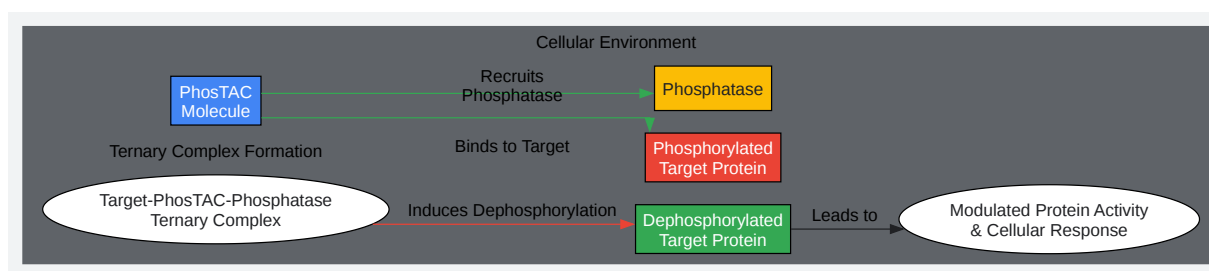 Cellular Environment
PhosTAC
Molecule
Recruits
Phosphatase
Phosphatase
Binds to Target
Phosphorylated
Target Protein
Ternary Complex Formation
Target-PhosTAC-Phosphatase
Ternary Complex
Induces Dephosphorylation
Dephosphorylated
Target Protein
Leads to
Modulated Protein Activity
& Cellular Response